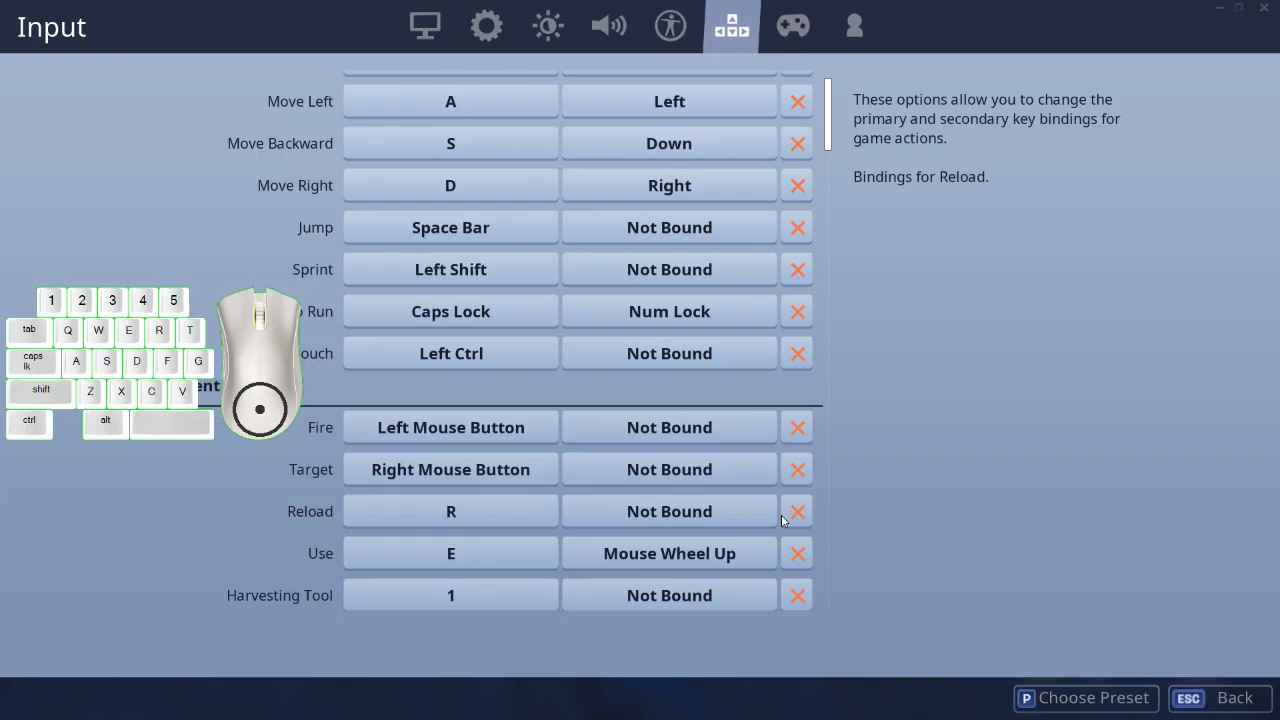 Input
Move Left A Left
Move Backward S Down
Move Right D Right
Jump Space Bar Not Bound
Sprint Left Shift Not Bound
Run Caps Lock Num Lock
ouch Left Ctrl Not Bound
ent
Fire Left Mouse Button Not Bound
Target Right Mouse Button Not Bound
Reload R Not Bound
Use E Mouse Wheel Up
Harvesting Tool 1 Not Bound
These options allow you to change the
primary and secondary key bindings for
game actions.
Bindings for Reload.
1 2 3 4 5
tab Q W E R T
caps
lk A S D F G
shift Z X C V
ctrl alt
P Choose Preset ESC Back